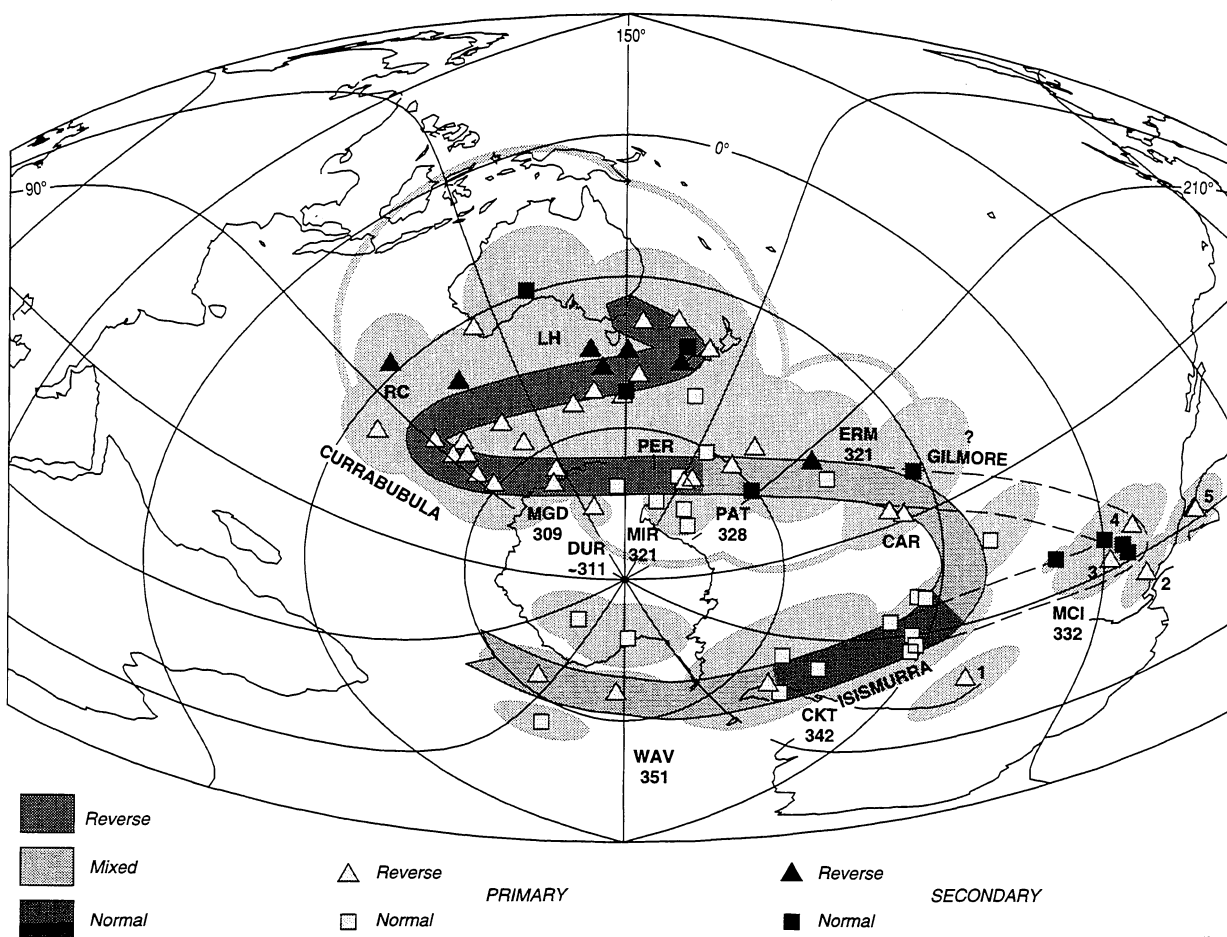 150°
0°
90°
210°
LH
RC
CURRABUBULA
PER
ERM
321
?
GILMORE
MGD
309
DUR
~311
MIR
321
PAT
328
CAR
5
4
3
2
MCI
332
1
ISISMURRA
CKT
342
WAV
351
Reverse
Mixed
Normal
Reverse
Normal
PRIMARY
Reverse
Normal
SECONDARY